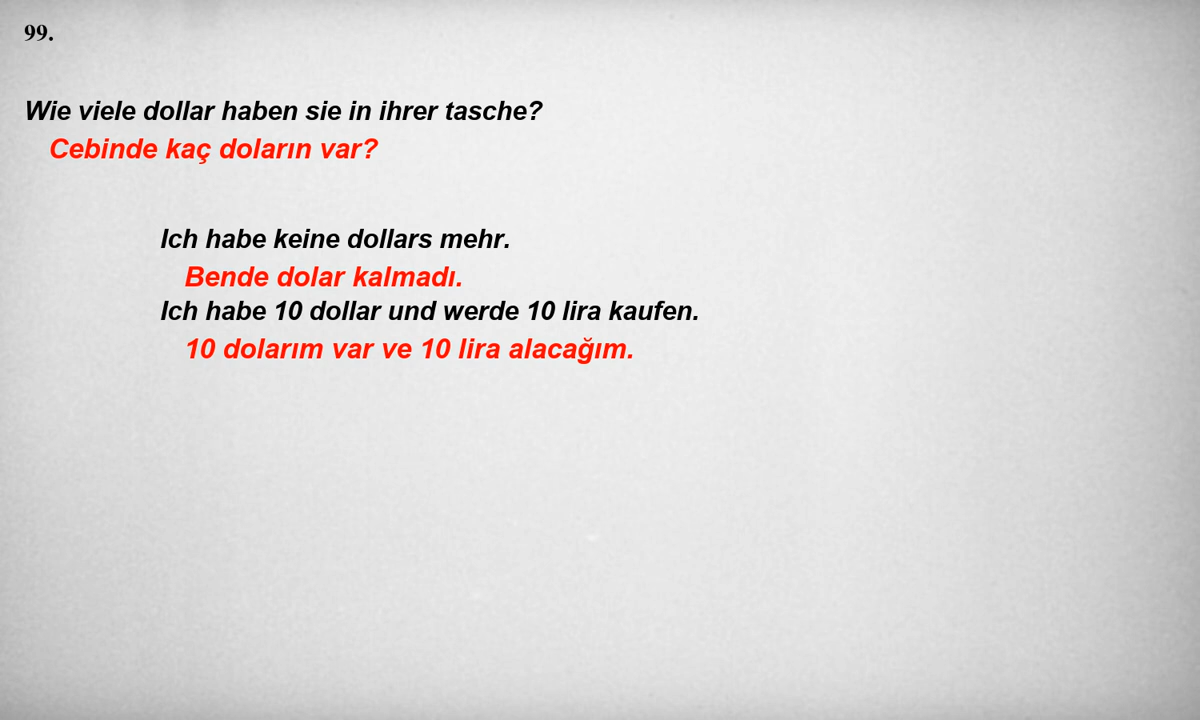 99.
Wie viele dollar haben sie in ihrer tasche?
Cebinde kaç doların var?
Ich habe keine dollars mehr.
Bende dolar kalmadı.
Ich habe 10 dollar und werde 10 lira kaufen.
10 dolarım var ve 10 lira alacağım.